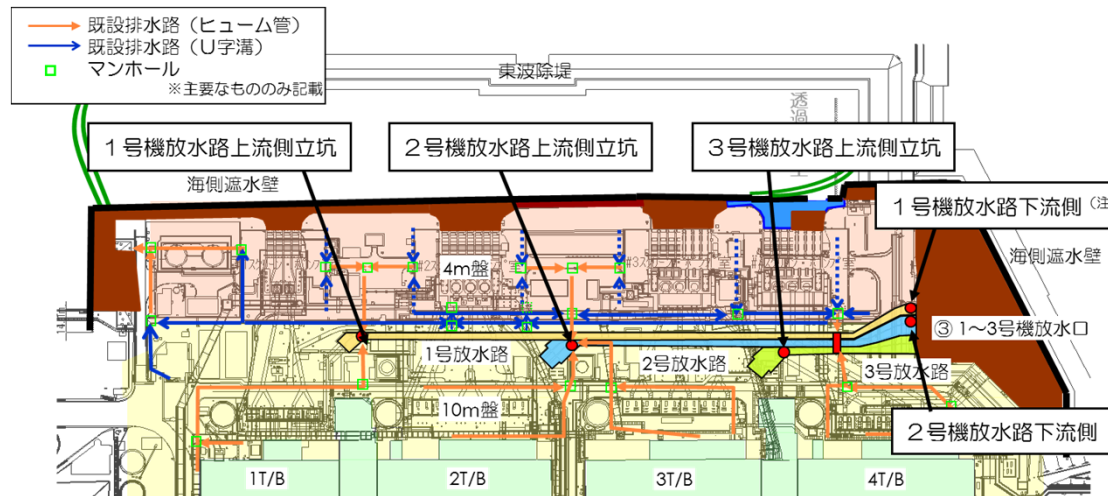 既設排水路（ヒューム管）
既設排水路（U字溝）
マンホール
※主要なもののみ記載
東波除堤
透過
1号機放水路上流側立坑
2号機放水路上流側立坑
3号機放水路上流側立坑
海側遮水壁
1号機放水路下流側（注
海側遮水壁
4m盤
③ 1～3号機放水口
1号放水路
2号放水路
3号放水路
10m盤
2号機放水路下流側
1T/B
2T/B
3T/B
4T/B